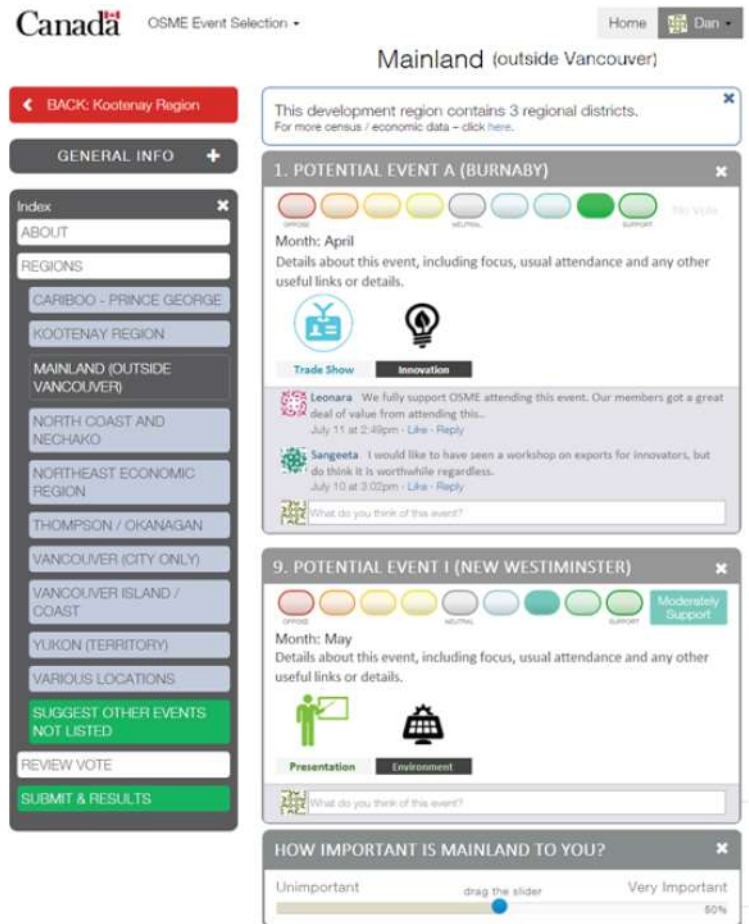 Canada OSME Event Selection Home Dan
Mainland (outside Vancouver)
BACK: Kootenay Region
GENERAL INFO +
Index
ABOUT
REGIONS
CARIBOO - PRINCE GEORGE
KOOTENAY REGION
MAINLAND (OUTSIDE
VANCOUVER)
NORTH COAST AND
NECHAKO
NORTHEAST ECONOMIC
REGION
THOMPSON / OKANAGAN
VANCOUVER (CITY ONLY)
VANCOUVER ISLAND /
COAST
YUKON (TERRITORY)
VARIOUS LOCATIONS
SUGGEST OTHER EVENTS
NOT LISTED
REVIEW VOTE
SUBMIT & RESULTS
This development region contains 3 regional districts.
For more census / economic data – click here.
1. POTENTIAL EVENT A (BURNABY)
OPPOSE NEUTRAL SUPPORT No Vote
Month: April
Details about this event, including focus, usual attendance and any other
useful links or details.
Trade Show Innovation
Leonara We fully support OSME attending this event. Our members got a great
deal of value from attending this..
July 11 at 2:49pm · Like · Reply
Sangeeta I would like to have seen a workshop on exports for innovators, but
do think it is worthwhile regardless.
July 10 at 3:02pm · Like · Reply
What do you think of this event?
9. POTENTIAL EVENT I (NEW WESTIMINSTER)
OPPOSE NEUTRAL SUPPORT
Moderately
Support
Month: May
Details about this event, including focus, usual attendance and any other
useful links or details.
Presentation Environment
What do you think of this event?
HOW IMPORTANT IS MAINLAND TO YOU?
Unimportant drag the slider Very Important
50%